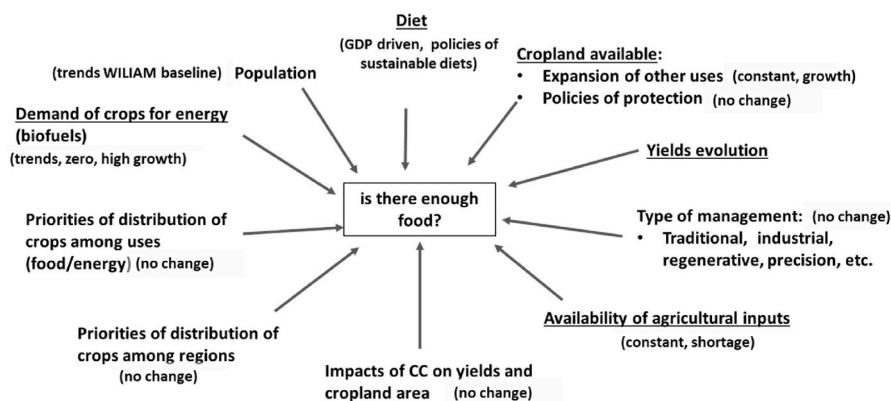 Diet
(GDP driven, policies of
sustainable diets)
Cropland available:
• Expansion of other uses (constant, growth)
• Policies of protection (no change)
(trends WILIAM baseline) Population
Demand of crops for energy
(biofuels)
(trends, zero, high growth)
Yields evolution
is there enough
food?
Priorities of distribution of
crops among uses
(food/energy) (no change)
Type of management: (no change)
• Traditional, industrial,
regenerative, precision, etc.
Priorities of distribution of
crops among regions
(no change)
Impacts of CC on yields and
cropland area (no change)
Availability of agricultural inputs
(constant, shortage)